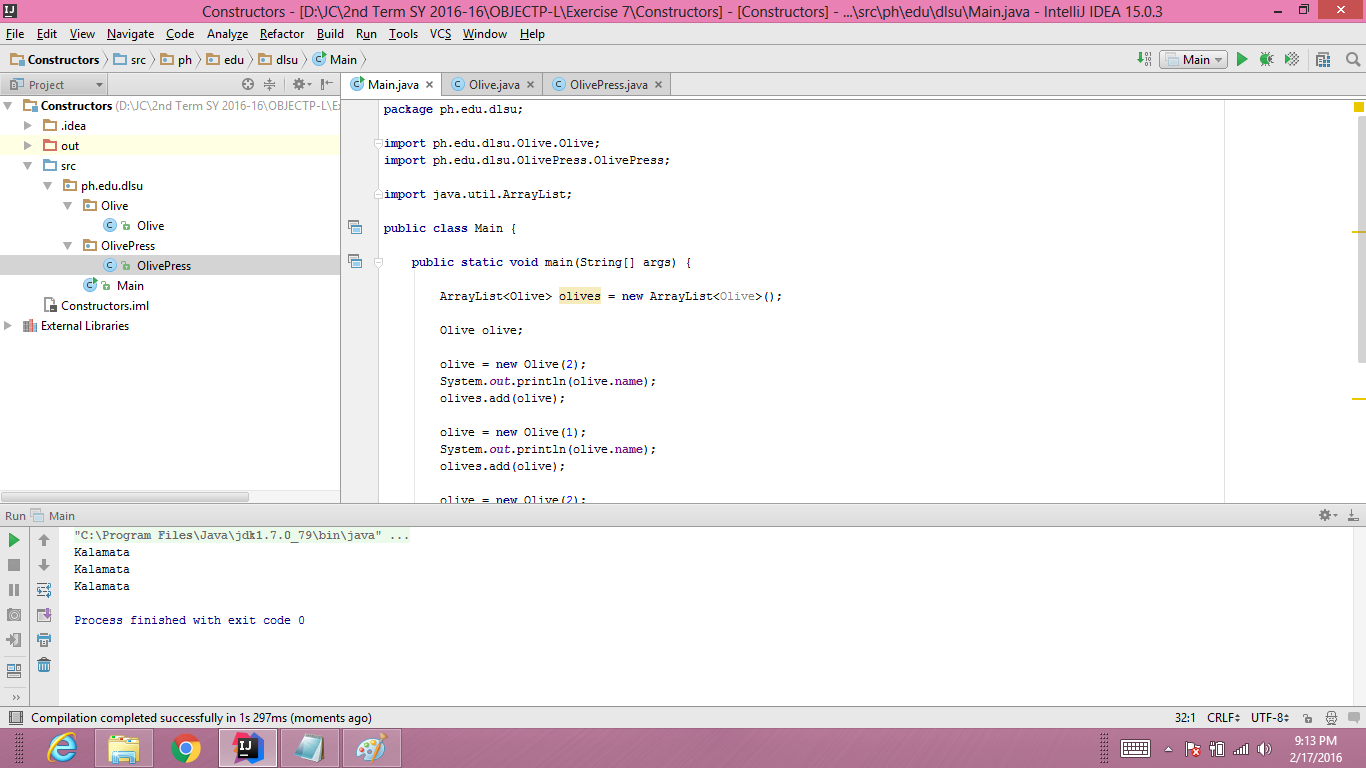 Constructors - [D:\JC\2nd Term SY 2016-16\OBJECTP-L\Exercise 7\Constructors] - [Constructors] - ...\src\ph\edu\dlsu\Main.java - IntelliJ IDEA 15.0.3
File Edit View Navigate Code Analyze Refactor Build Run Tools VCS Window Help
Constructors src ph edu dlsu Main
Main
Project
Main.java Olive.java OlivePress.java
Constructors (D:\JC\2nd Term SY 2016-16\OBJECTP-L\E
.idea
out
src
ph.edu.dlsu
Olive
Olive
OlivePress
OlivePress
Main
Constructors.iml
External Libraries
package ph.edu.dlsu;
import ph.edu.dlsu.Olive.Olive;
import ph.edu.dlsu.OlivePress.OlivePress;
import java.util.ArrayList;
public class Main {
public static void main(String[] args) {
ArrayList<Olive> olives = new ArrayList<Olive>();
Olive olive;
olive = new Olive(2);
System.out.println(olive.name);
olives.add(olive);
olive = new Olive(1);
System.out.println(olive.name);
olives.add(olive);
olive = new Olive(2);
Run Main
"C:\Program Files\Java\jdk1.7.0_79\bin\java" ...
Kalamata
Kalamata
Kalamata
Process finished with exit code 0
Compilation completed successfully in 1s 297ms (moments ago)
32:1 CRLF UTF-8
9:13 PM
2/17/2016